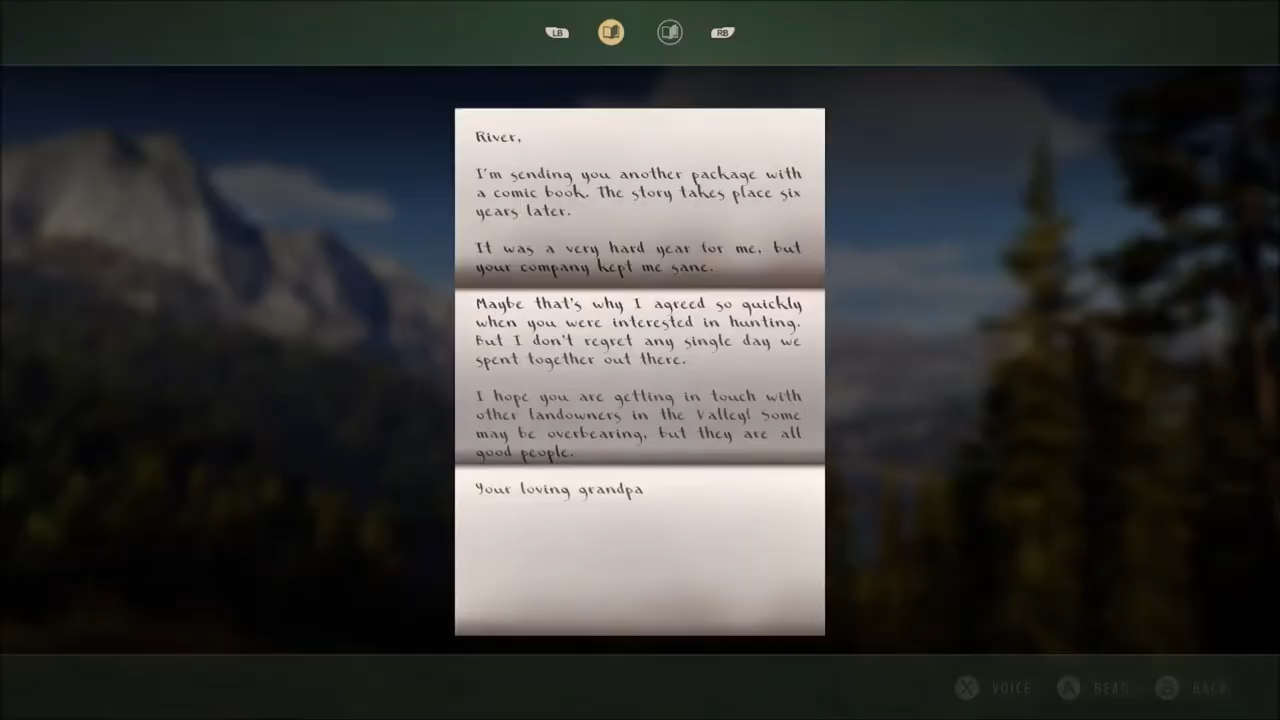 LB
RB
River,
I'm sending you another package with
a comic book. The story takes place six
years later.
It was a very hard year for me, but
your company kept me sane.
Maybe that's why I agreed so quickly
when you were interested in hunting.
But I don't regret any single day we
spent together out there.
I hope you are getting in touch with
other landowners in the Valley! Some
may be overbearing, but they are all
good people.
Your loving grandpa
X VOICE A READ B BACK